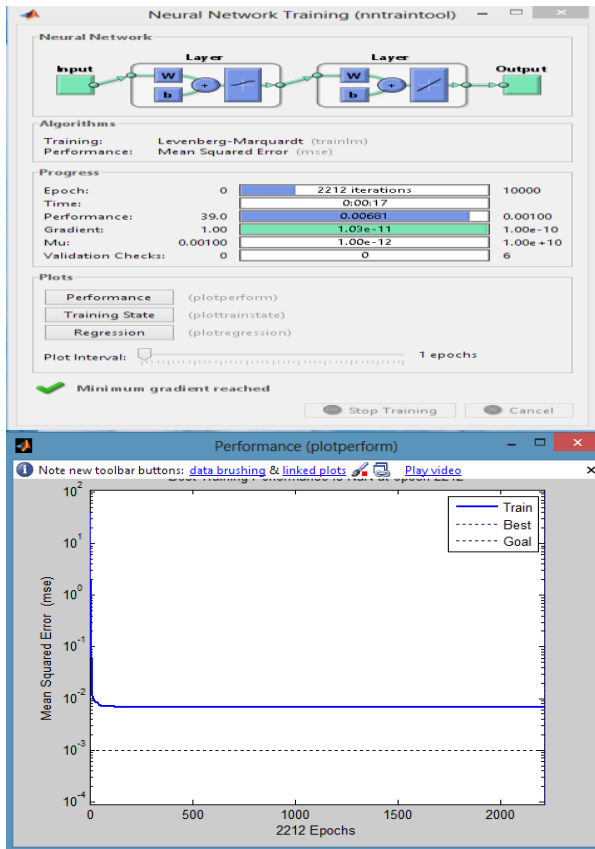 Neural Network Training (nntraintool)
Neural Network
Layer Layer
Input W b + W b + Output
Algorithms
Training: Levenberg-Marquardt (trainlm)
Performance: Mean Squared Error (mse)
Progress
Epoch: 0 2212 iterations 10000
Time: 0:00:17
Performance: 39.0 0.00681 0.00100
Gradient: 1.00 1.03e-11 1.00e-10
Mu: 0.00100 1.00e-12 1.00e+10
Validation Checks: 0 0 6
Plots
Performance (plotperform)
Training State (plottrainstate)
Regression (plotregression)
Plot Interval: 1 epochs
Minimum gradient reached
Stop Training Cancel
Performance (plotperform)
Note new toolbar buttons: data brushing & linked plots Play video
Best Training Performance is NaN at epoch 2212
Train
Best
Goal
Mean Squared Error (mse)
10^2
10^1
10^0
10^-1
10^-2
10^-3
10^-4
0 500 1000 1500 2000
2212 Epochs